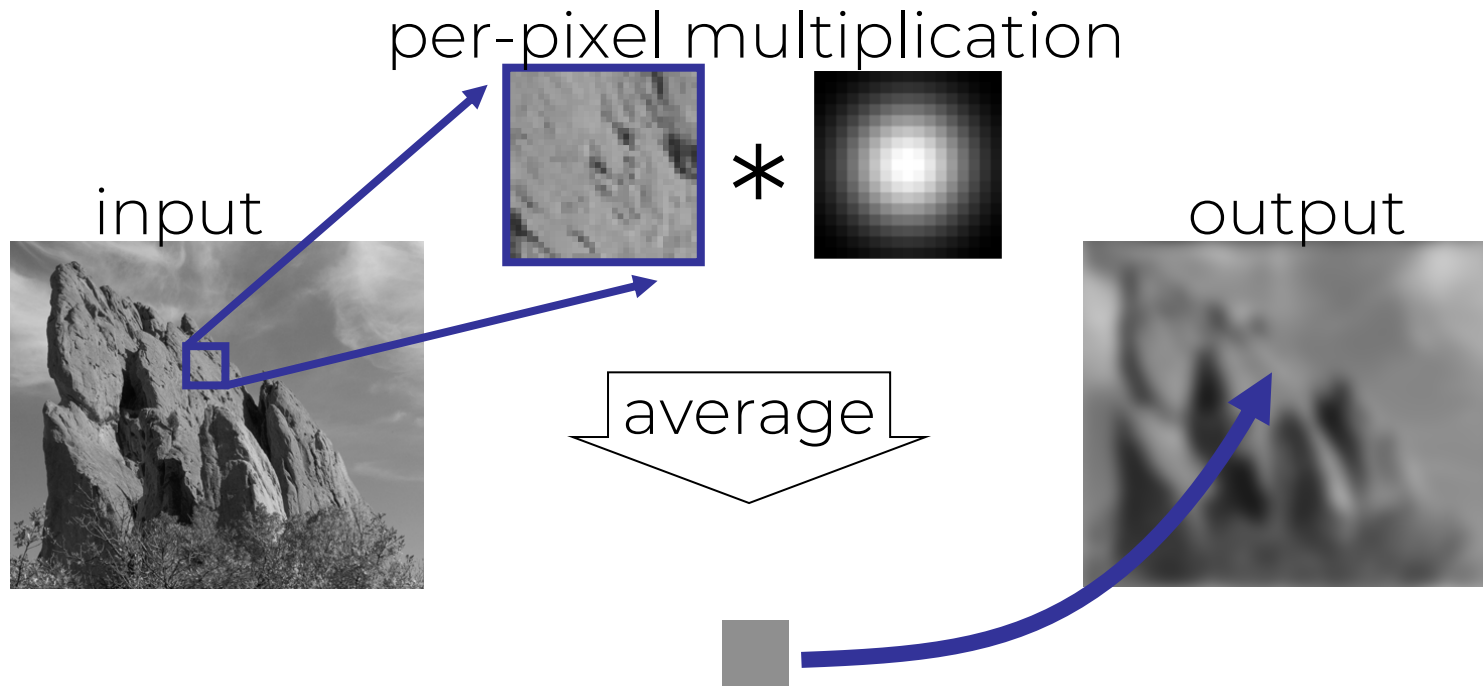 per-pixel multiplication
*
input
output
average